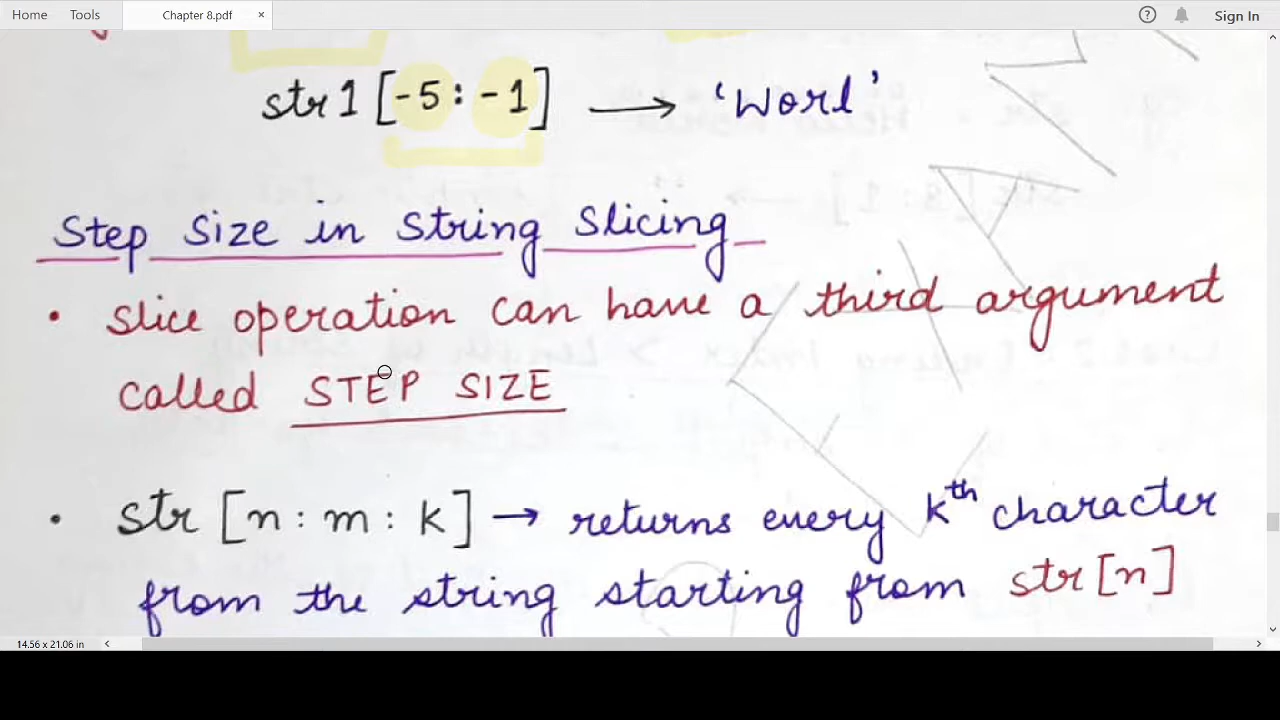 Home Tools Chapter 8.pdf × Sign In
str1 [-5 : -1] → 'Worl'
Step Size in String Slicing
• slice operation can have a third argument
called STEP SIZE
• str [n : m : k] → returns every kth character
from the string starting from str[n]
14.56 x 21.06 in